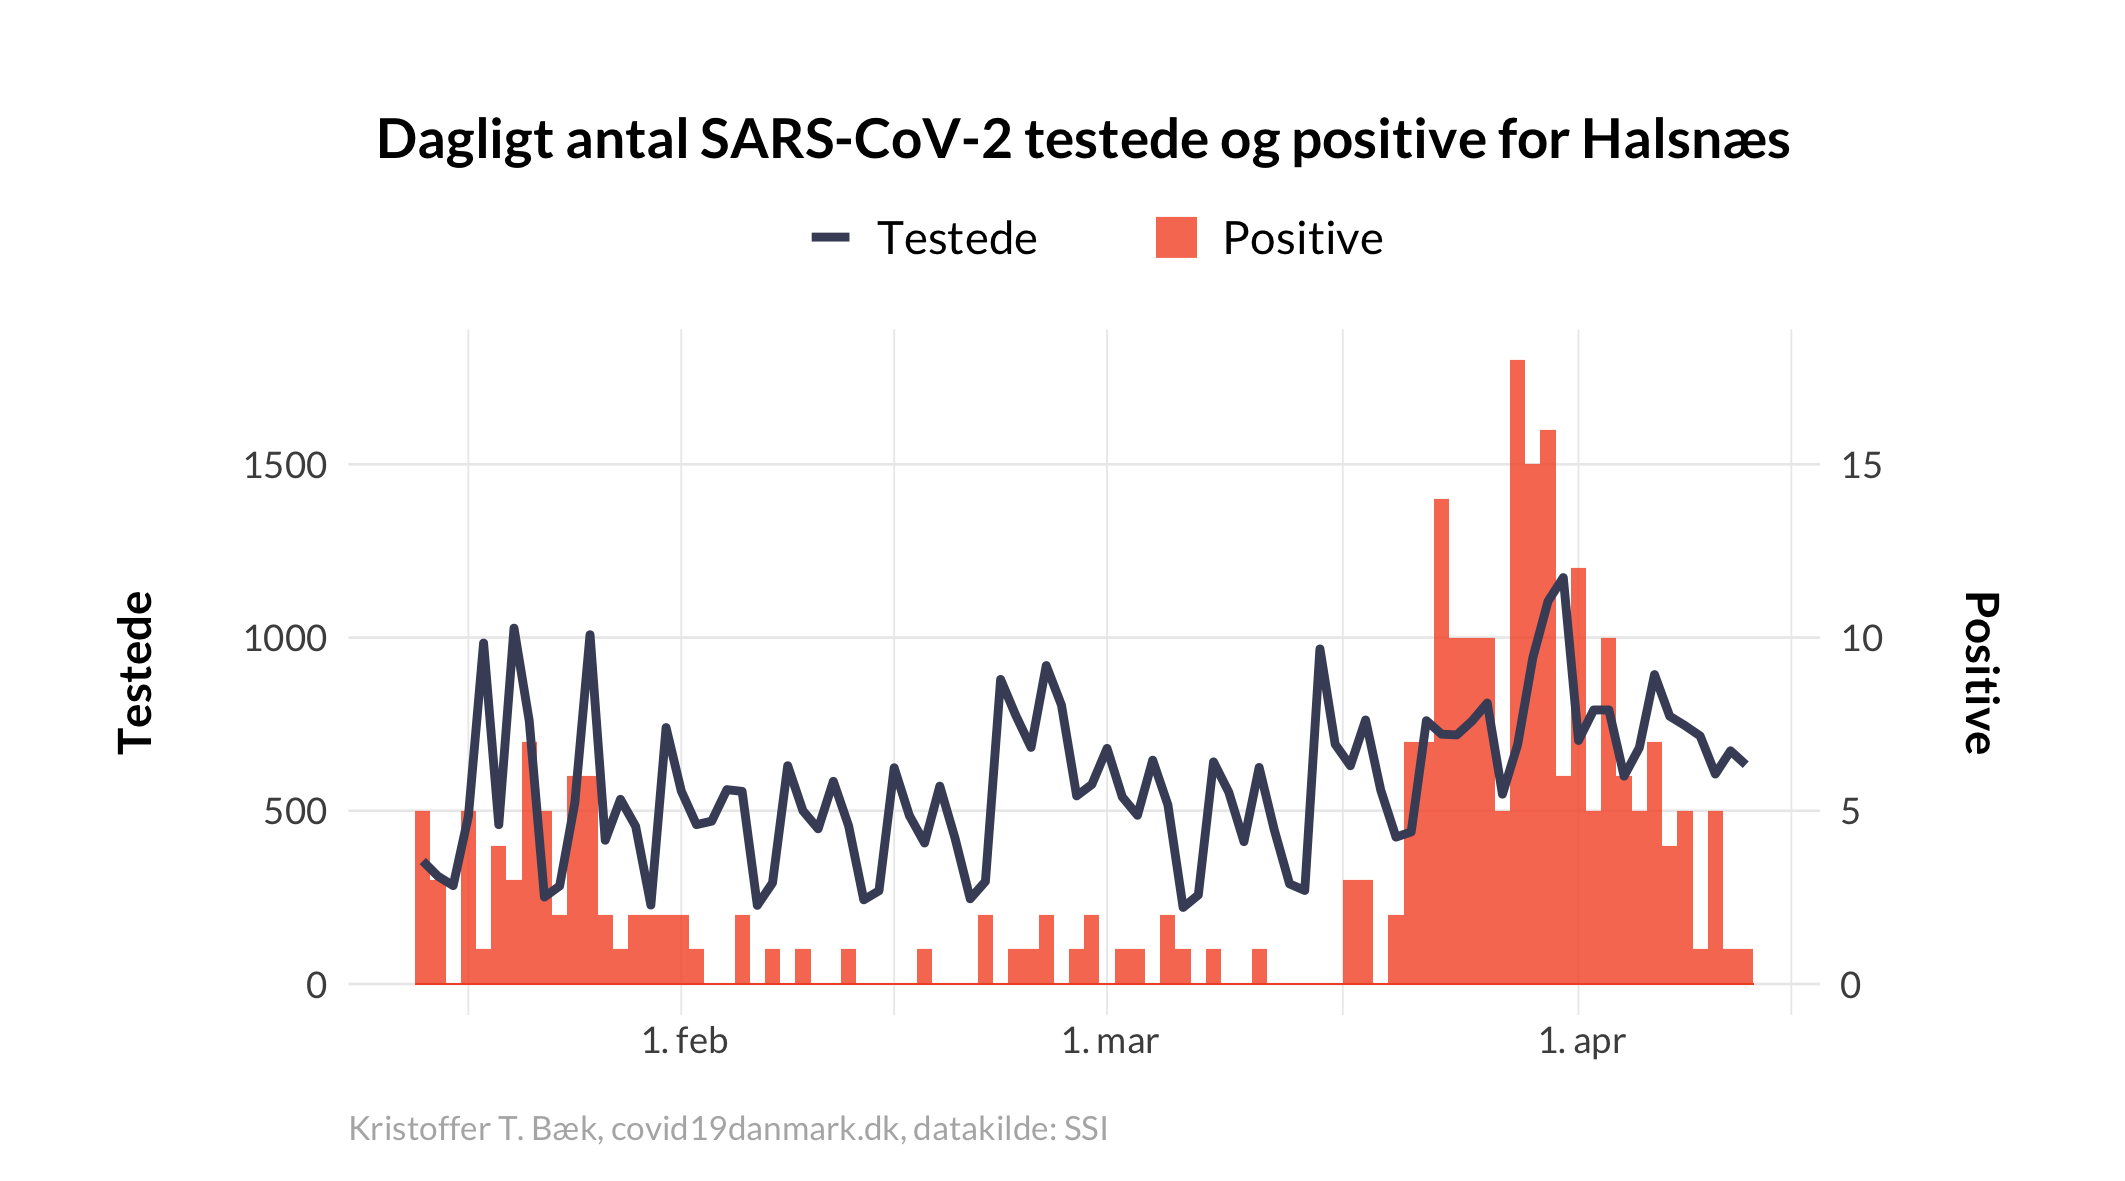 Dagligt antal SARS-CoV-2 testede og positive for Halsnæs
Testede
Positive
Testede
1500
1000
500
0
15
10
5
0
Positive
1. feb
1. mar
1. apr
Kristoffer T. Bæk, covid19danmark.dk, datakilde: SSI